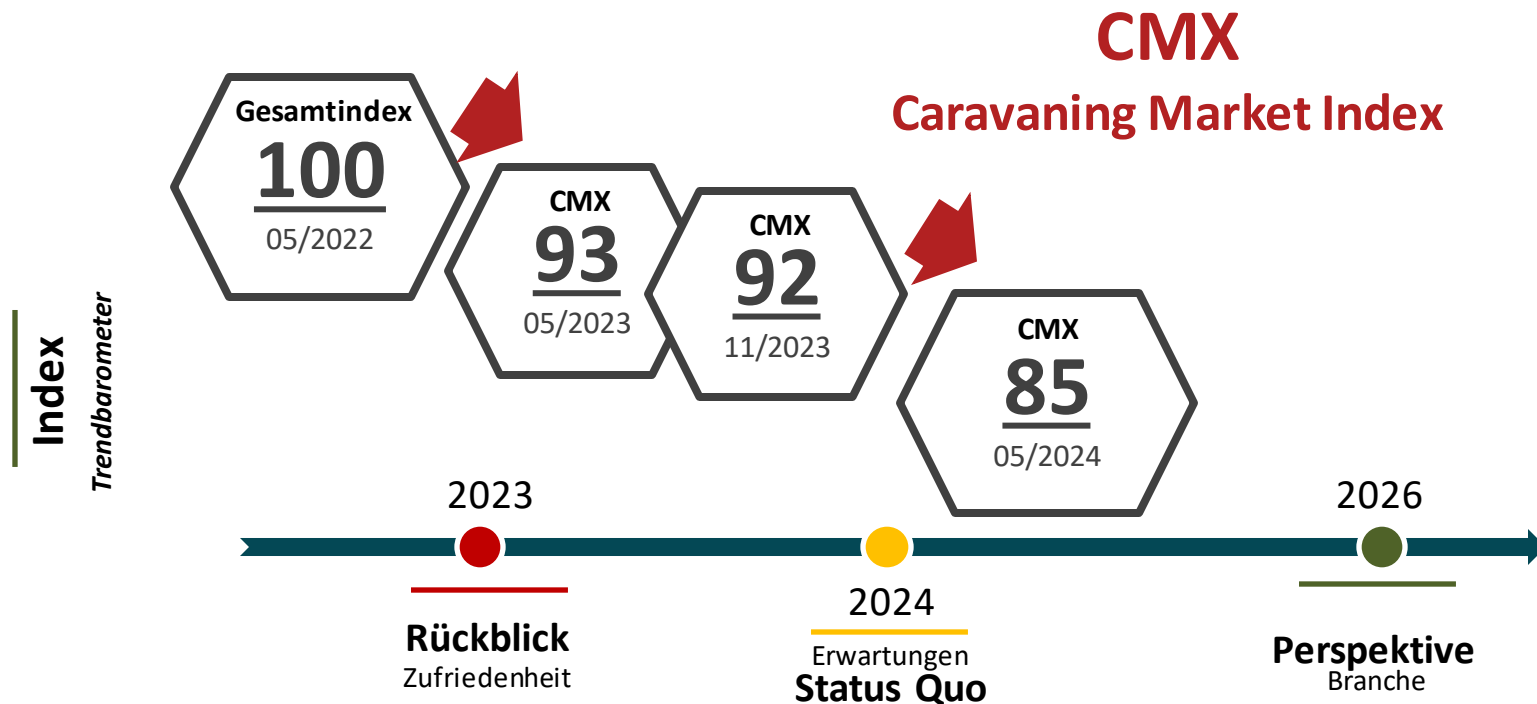 CMX
Caravaning Market Index
Gesamtindex
100
05/2022
CMX
93
05/2023
CMX
92
11/2023
CMX
85
05/2024
Index
Trendbarometer
2023
Rückblick
Zufriedenheit
2024
Erwartungen
Status Quo
2026
Perspektive
Branche